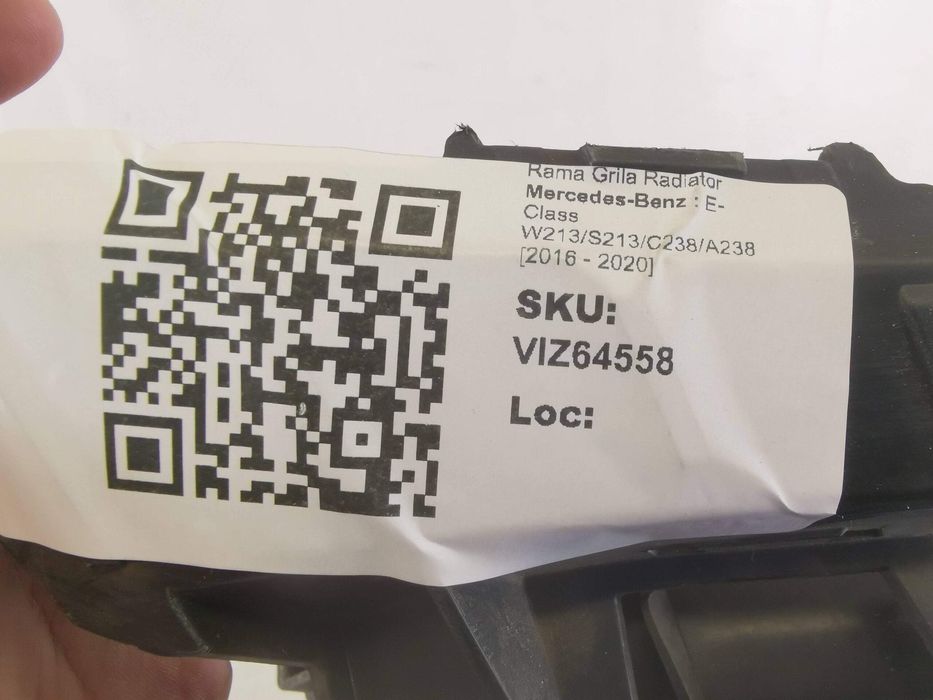 Rama Grila Radiator
Mercedes-Benz : E-
Class
W213/S213/C238/A238
[2016 - 2020]
SKU:
VIZ64558
Loc: